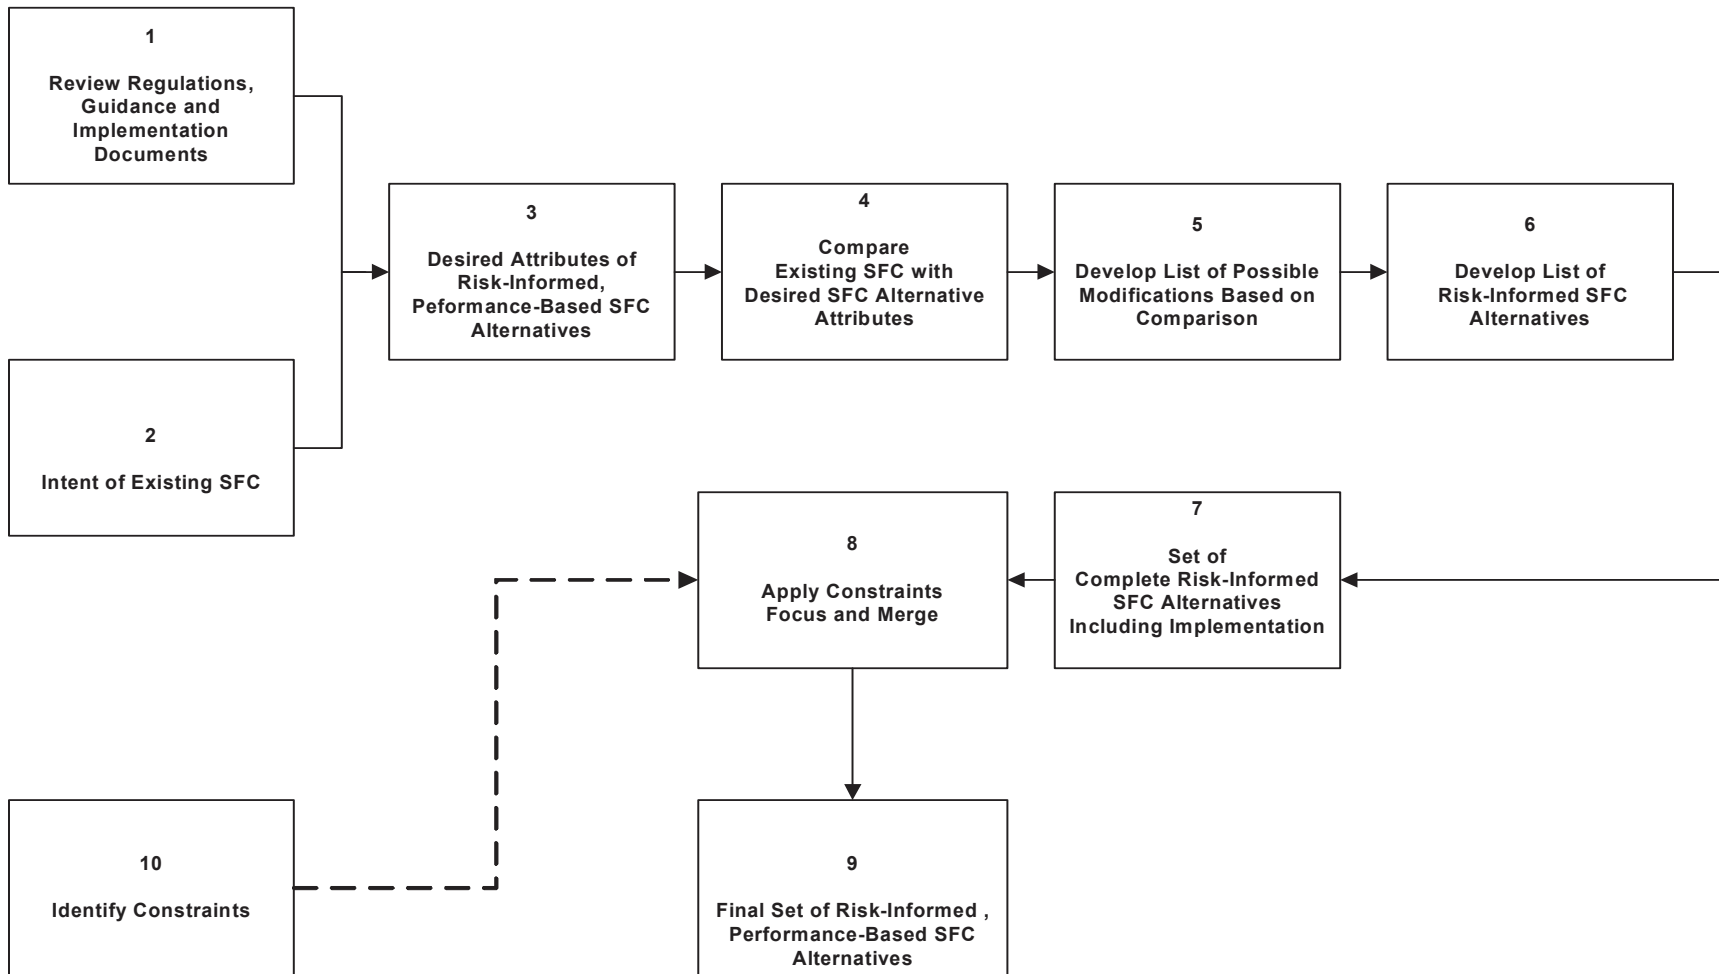 1
Review Regulations,
Guidance and
Implementation
Documents
2
Intent of Existing SFC
3
Desired Attributes of
Risk-Informed,
Peformance-Based SFC
Alternatives
4
Compare
Existing SFC with
Desired SFC Alternative
Attributes
5
Develop List of Possible
Modifications Based on
Comparison
6
Develop List of
Risk-Informed SFC
Alternatives
7
Set of
Complete Risk-Informed
SFC Alternatives
Including Implementation
8
Apply Constraints
Focus and Merge
9
Final Set of Risk-Informed ,
Performance-Based SFC
Alternatives
10
Identify Constraints